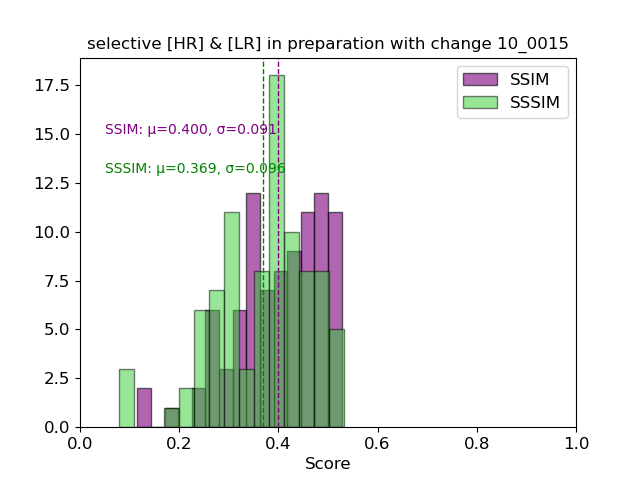 selective [HR] & [LR] in preparation with change 10_0015
SSIM
SSSIM
SSIM: μ=0.400, σ=0.091
SSSIM: μ=0.369, σ=0.096
17.5
15.0
12.5
10.0
7.5
5.0
2.5
0.0
0.0 0.2 0.4 0.6 0.8 1.0
Score